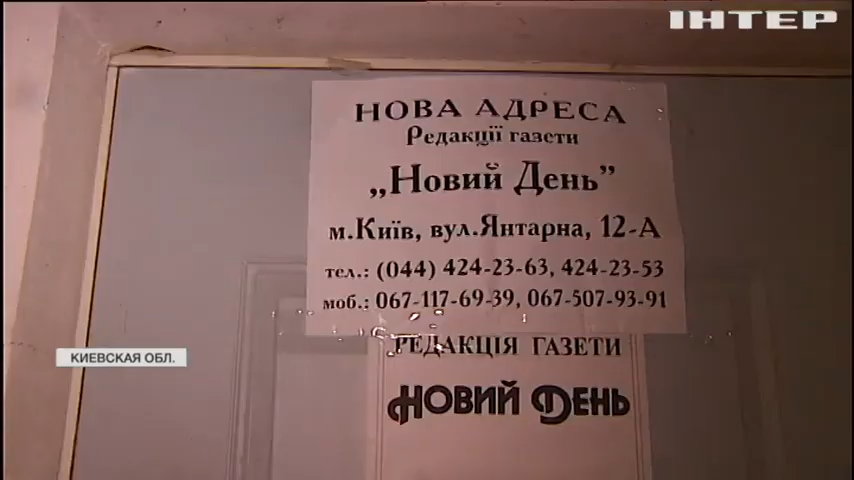 ІНТЕР
НОВА АДРЕСА
Редакції газети
„Новий День”
м.Київ, вул.Янтарна, 12-А
тел.: (044) 424-23-63, 424-23-53
моб.: 067-117-69-39, 067-507-93-91
РЕДАКЦІЯ ГАЗЕТИ
НОВИЙ ДЕНЬ
КИЕВСКАЯ ОБЛ.